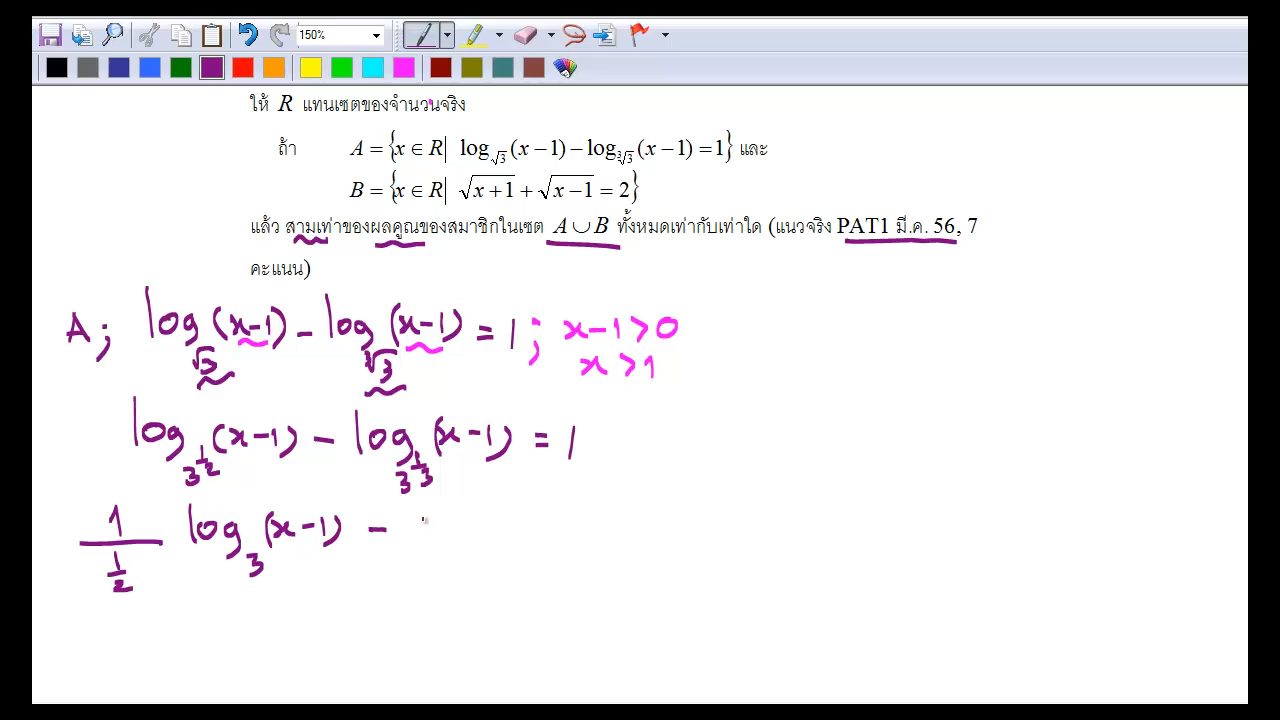 150%
ให้ R แทนเซตของจำนวนจริง
ถ้า A = {x ∈ R| log_√3 (x − 1) − log_∛3 (x − 1) = 1} และ
B = {x ∈ R| √(x + 1) + √(x − 1) = 2}
แล้ว สามเท่าของผลคูณของสมาชิกในเซต A ∪ B ทั้งหมดเท่ากับเท่าใด (แนวจริง PAT1 มี.ค. 56, 7
คะแนน)
A; log_√3 (x−1) − log_∛3 (x−1) = 1 ; x−1 > 0
x > 1
log_3^(1/2) (x−1) − log_3^(1/3) (x−1) = 1
1/(1/2) log_3 (x−1) −